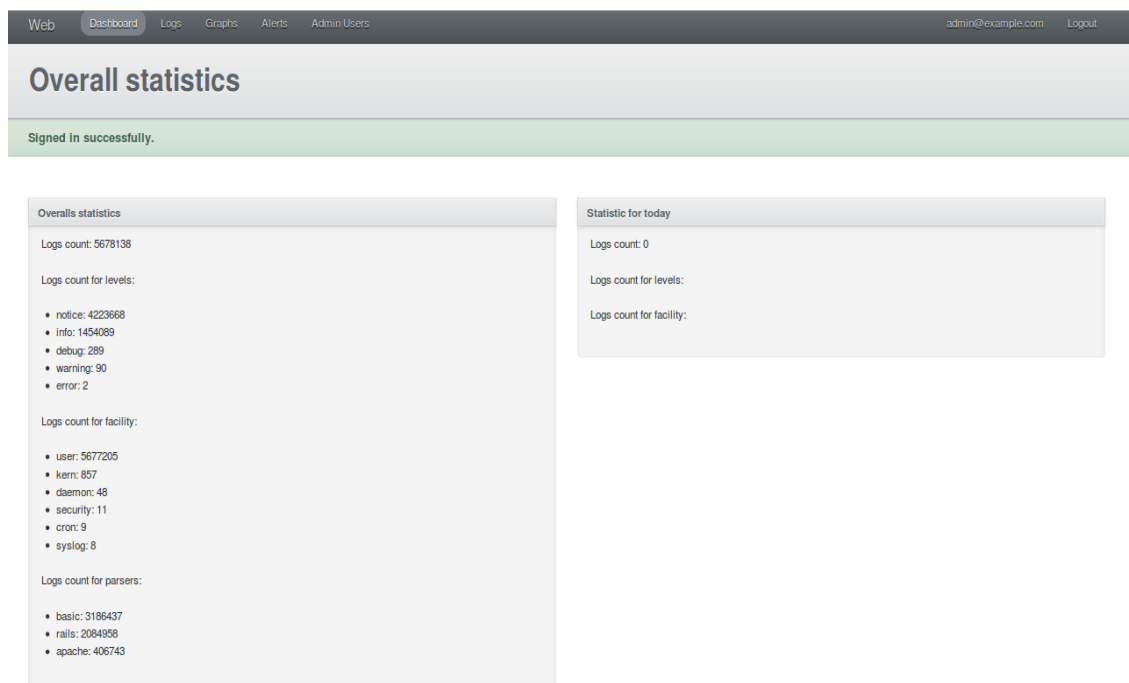 Web Dashboard Logs Graphs Alerts Admin Users admin@example.com Logout
Overall statistics
Signed in successfully.
Overalls statistics
Logs count: 5678138
Logs count for levels:
notice: 4223668
info: 1454089
debug: 289
warning: 90
error: 2
Logs count for facility:
user: 5677205
kern: 857
daemon: 48
security: 11
cron: 9
syslog: 8
Logs count for parsers:
basic: 3186437
rails: 2084958
apache: 406743
Statistic for today
Logs count: 0
Logs count for levels:
Logs count for facility: